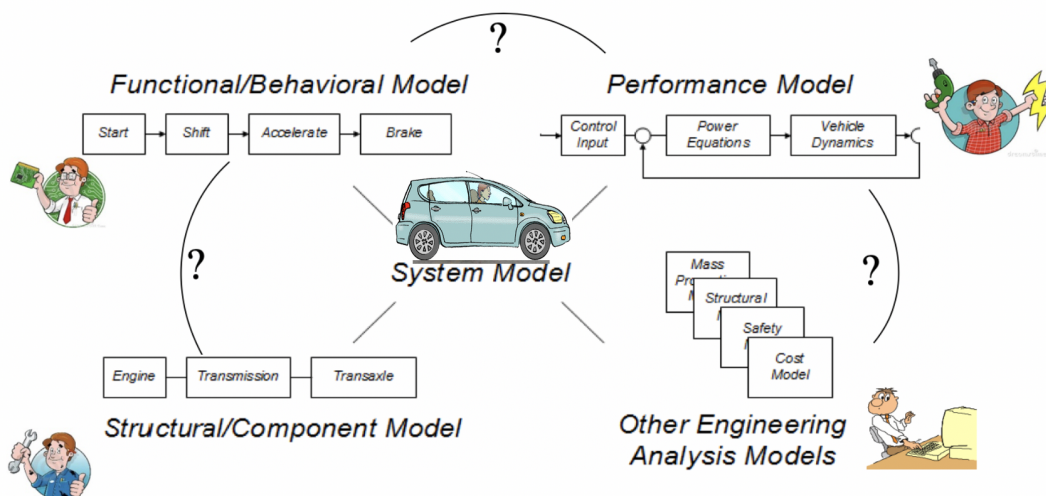 ?
Functional/Behavioral Model
Performance Model
Start
Shift
Accelerate
Brake
Control
Input
Power
Equations
Vehicle
Dynamics
?
System Model
?
Mass
Structural
Safety
Cost
Model
Engine
Transmission
Transaxle
Structural/Component Model
Other Engineering
Analysis Models